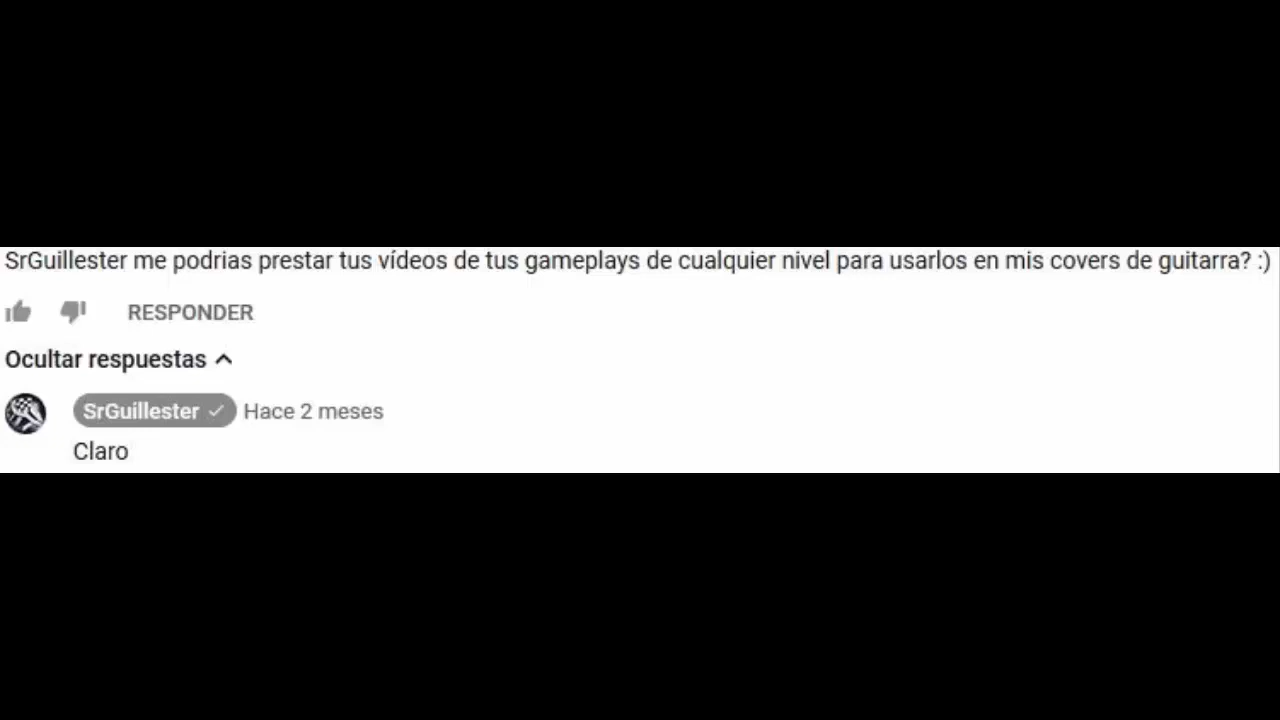 SrGuillester me podrias prestar tus vídeos de tus gameplays de cualquier nivel para usarlos en mis covers de guitarra? :)
RESPONDER
Ocultar respuestas
SrGuillester Hace 2 meses
Claro